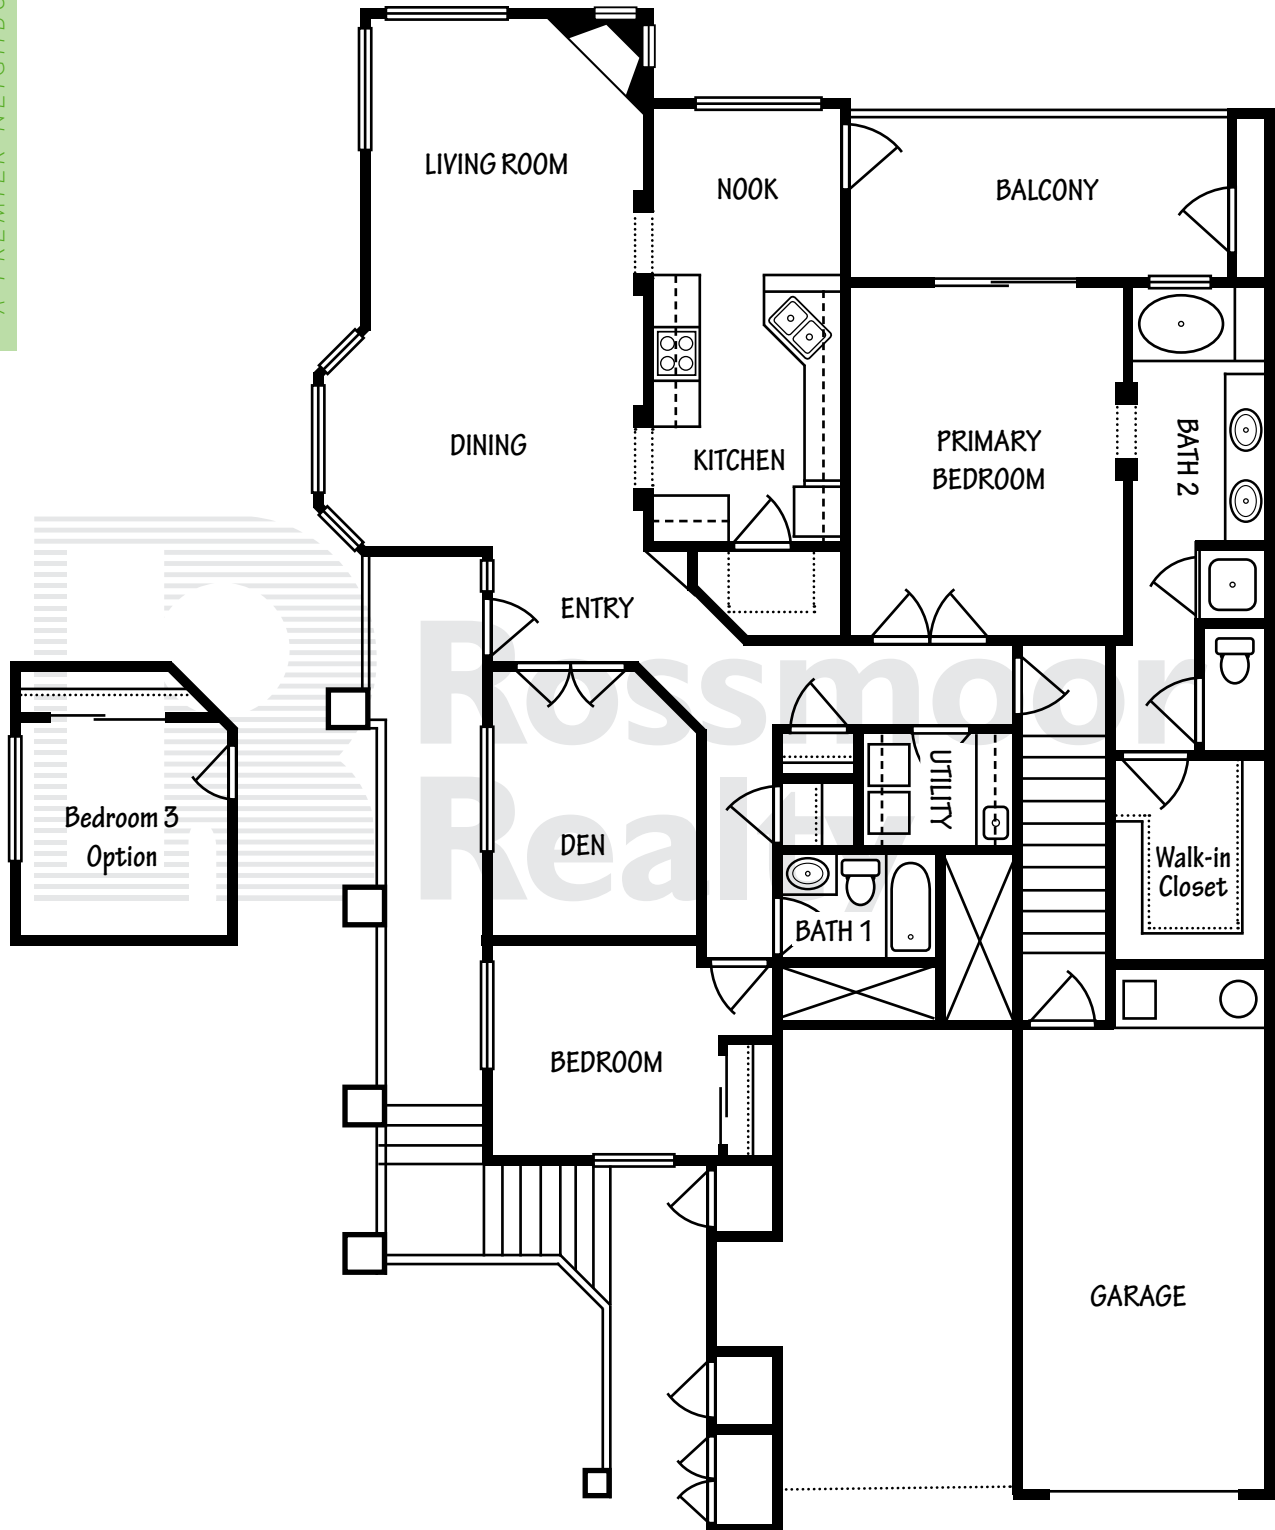 LIVING ROOM
NOOK
BALCONY
DINING
KITCHEN
PRIMARY
BEDROOM
BATH 2
ENTRY
Rossmoor
Realty
Bedroom 3
Option
DEN
UTILITY
Walk-in
Closet
BATH 1
BEDROOM
GARAGE
A PREMIER